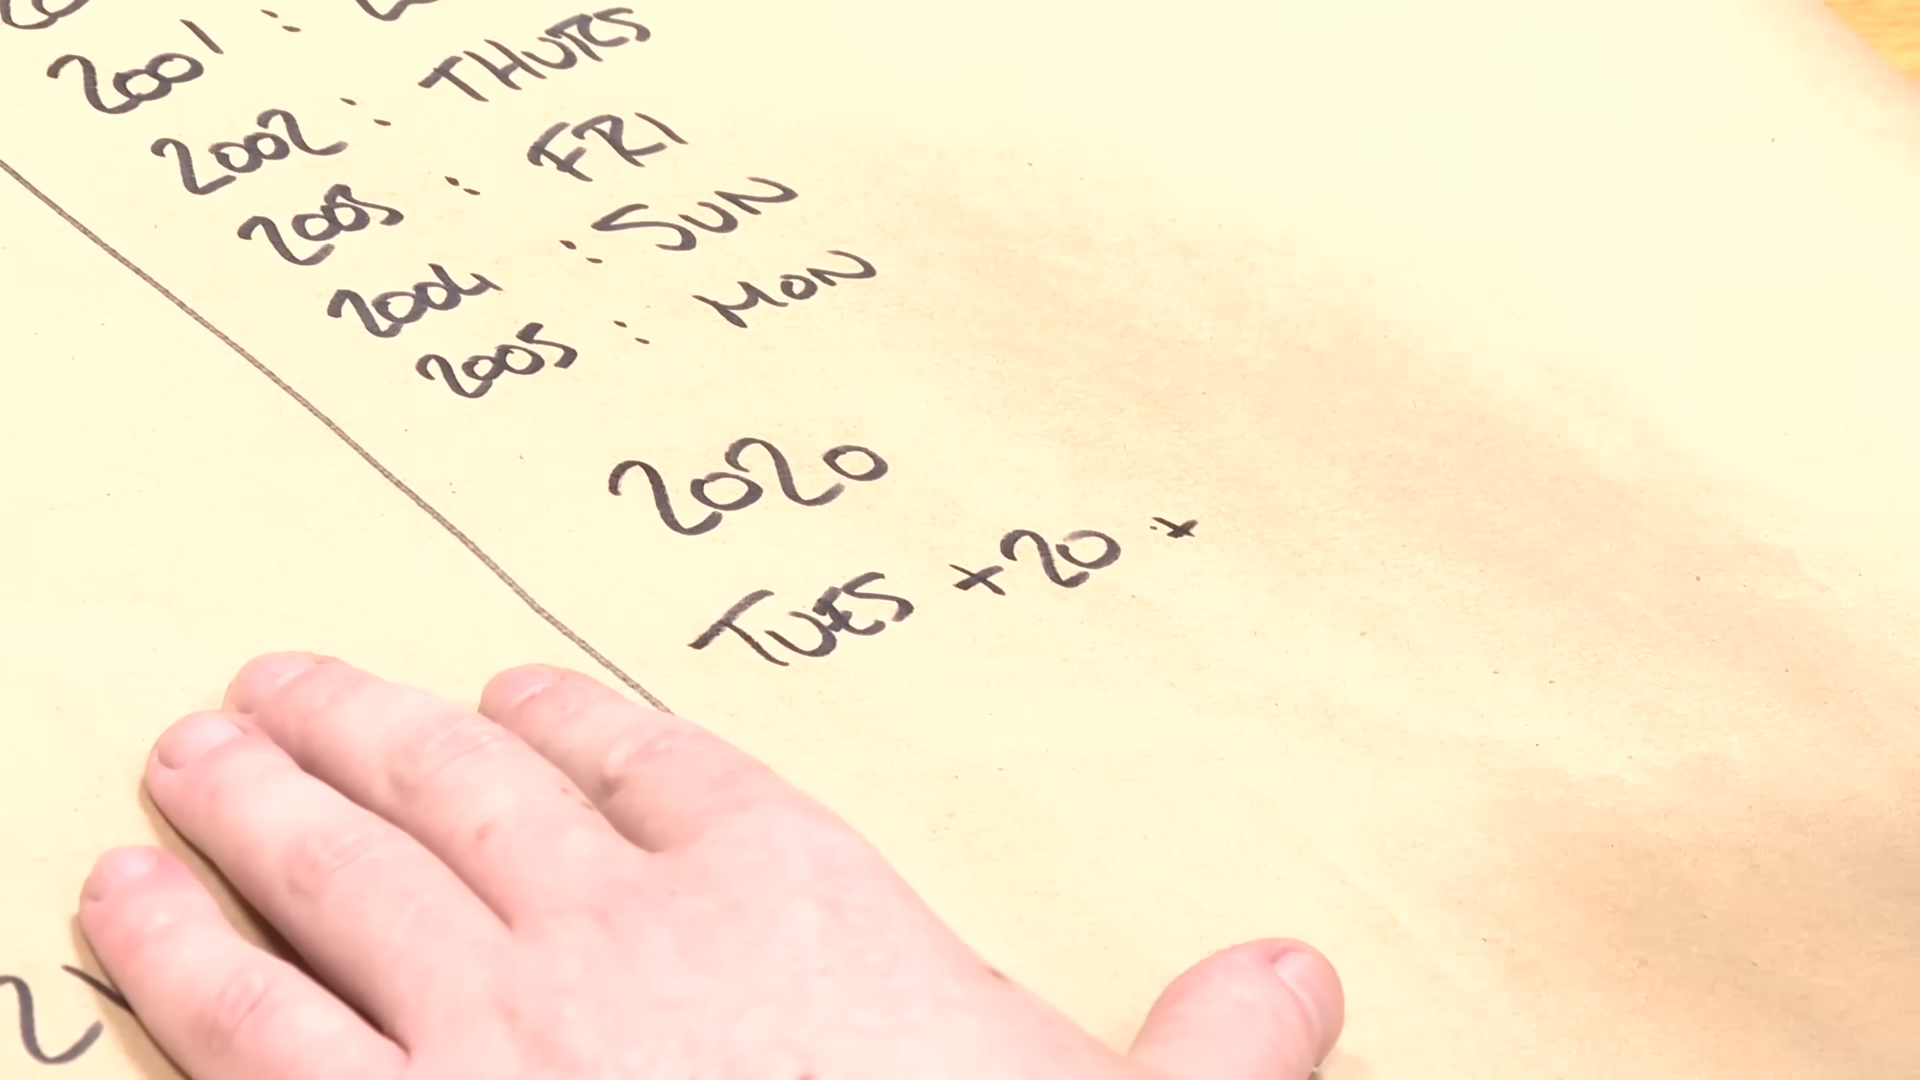 2001 :
2002 : THURS
2003 : FRI
2004 : SUN
2005 : MON
2020
TUES +20 +